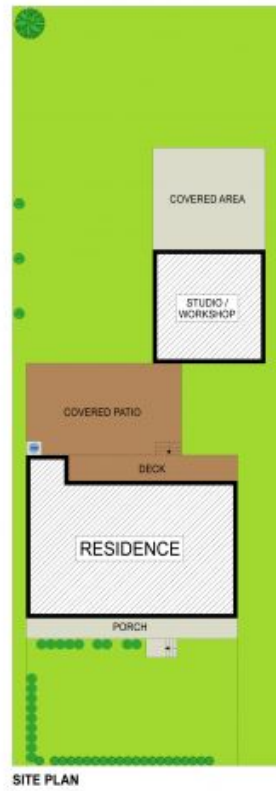 COVERED AREA
STUDIO /
WORKSHOP
COVERED PATIO
DECK
RESIDENCE
PORCH
SITE PLAN